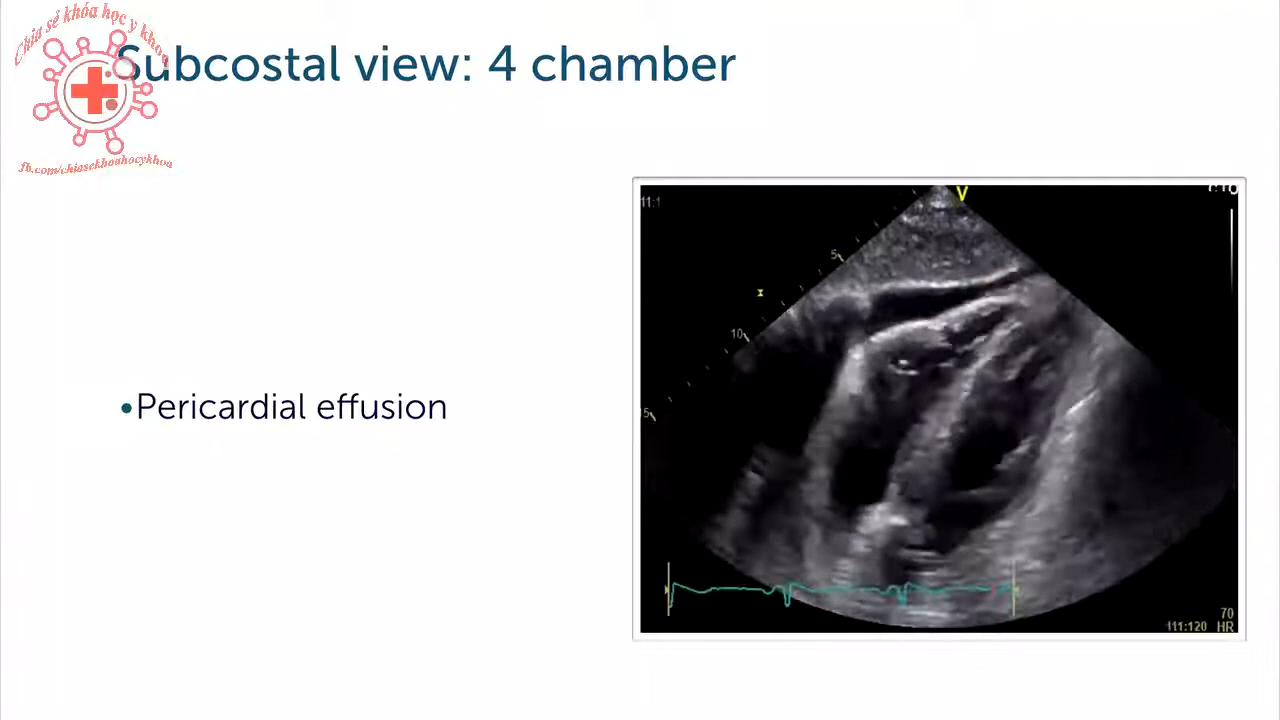 Chia sẻ khóa học y khoa
Subcostal view: 4 chamber
fb.com/chiasekhoahocykhoa
11:1
V
5
10
5
•Pericardial effusion
70
111:120 HR